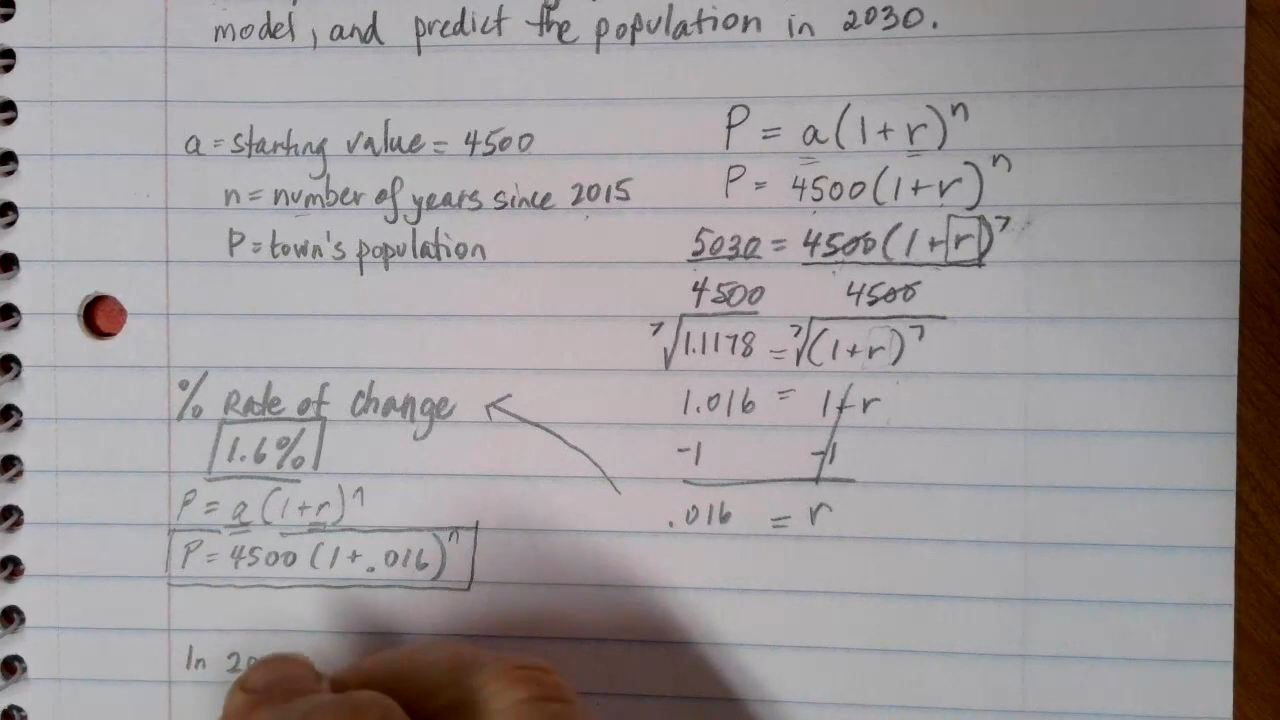 model, and predict the population in 2030.
a = starting value = 4500
n = number of years since 2015
P = town's population
P = a(1+r)^n
P = 4500(1+r)^n
5030 = 4500(1+r)^7
4500 4500
7√1.1178 = 7√(1+r)^7
1.016 = 1+r
-1 -1
.016 = r
% Rate of change
1.6%
P = a(1+r)^n
P = 4500(1+.016)^n
In